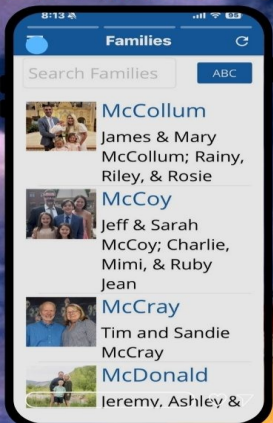 8:13
93
Families
Search Families
ABC
McCollum
James & Mary
McCollum; Rainy,
Riley, & Rosie
McCoy
Jeff & Sarah
McCoy; Charlie,
Mimi, & Ruby
Jean
McCray
Tim and Sandie
McCray
McDonald
Jeremy, Ashley &